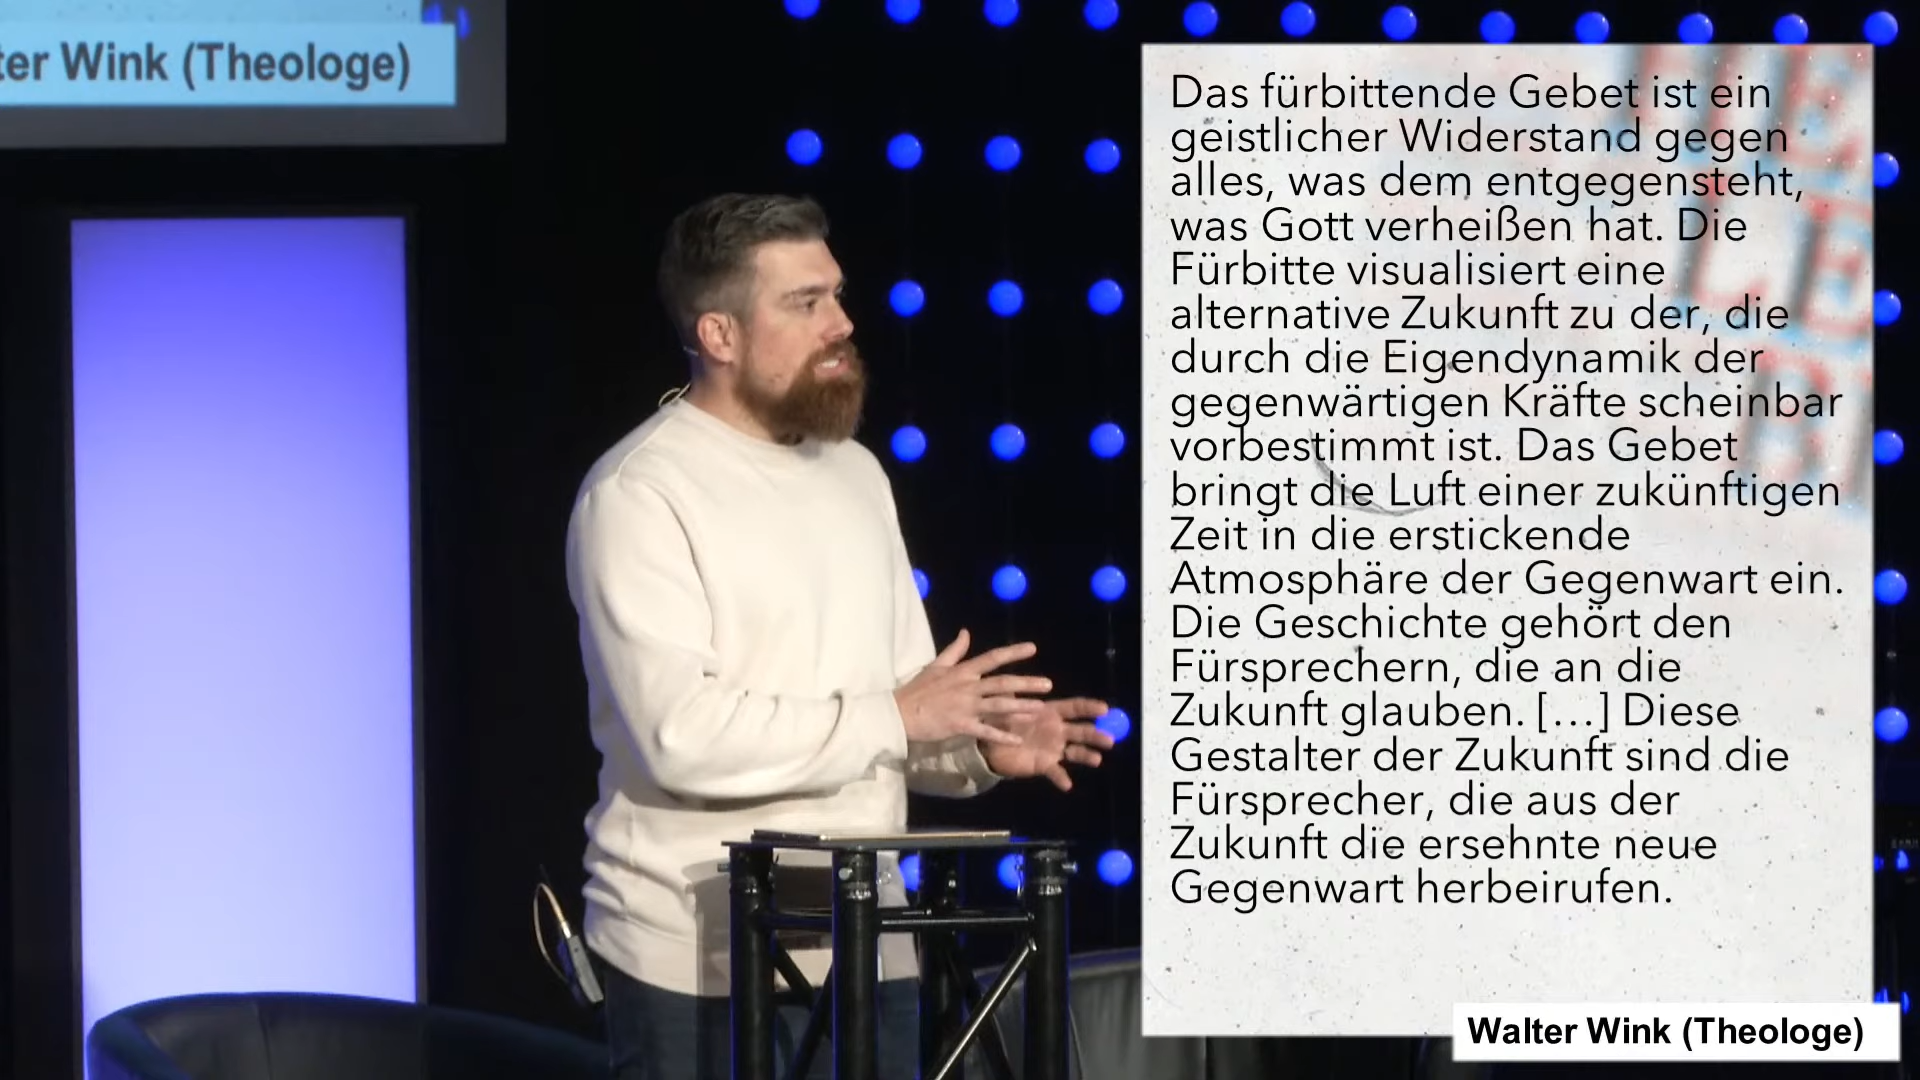 ter Wink (Theologe)
Das fürbittende Gebet ist ein
geistlicher Widerstand gegen
alles, was dem entgegensteht,
was Gott verheißen hat. Die
Fürbitte visualisiert eine
alternative Zukunft zu der, die
durch die Eigendynamik der
gegenwärtigen Kräfte scheinbar
vorbestimmt ist. Das Gebet
bringt die Luft einer zukünftigen
Zeit in die erstickende
Atmosphäre der Gegenwart ein.
Die Geschichte gehört den
Fürsprechern, die an die
Zukunft glauben. […] Diese
Gestalter der Zukunft sind die
Fürsprecher, die aus der
Zukunft die ersehnte neue
Gegenwart herbeirufen.
Walter Wink (Theologe)